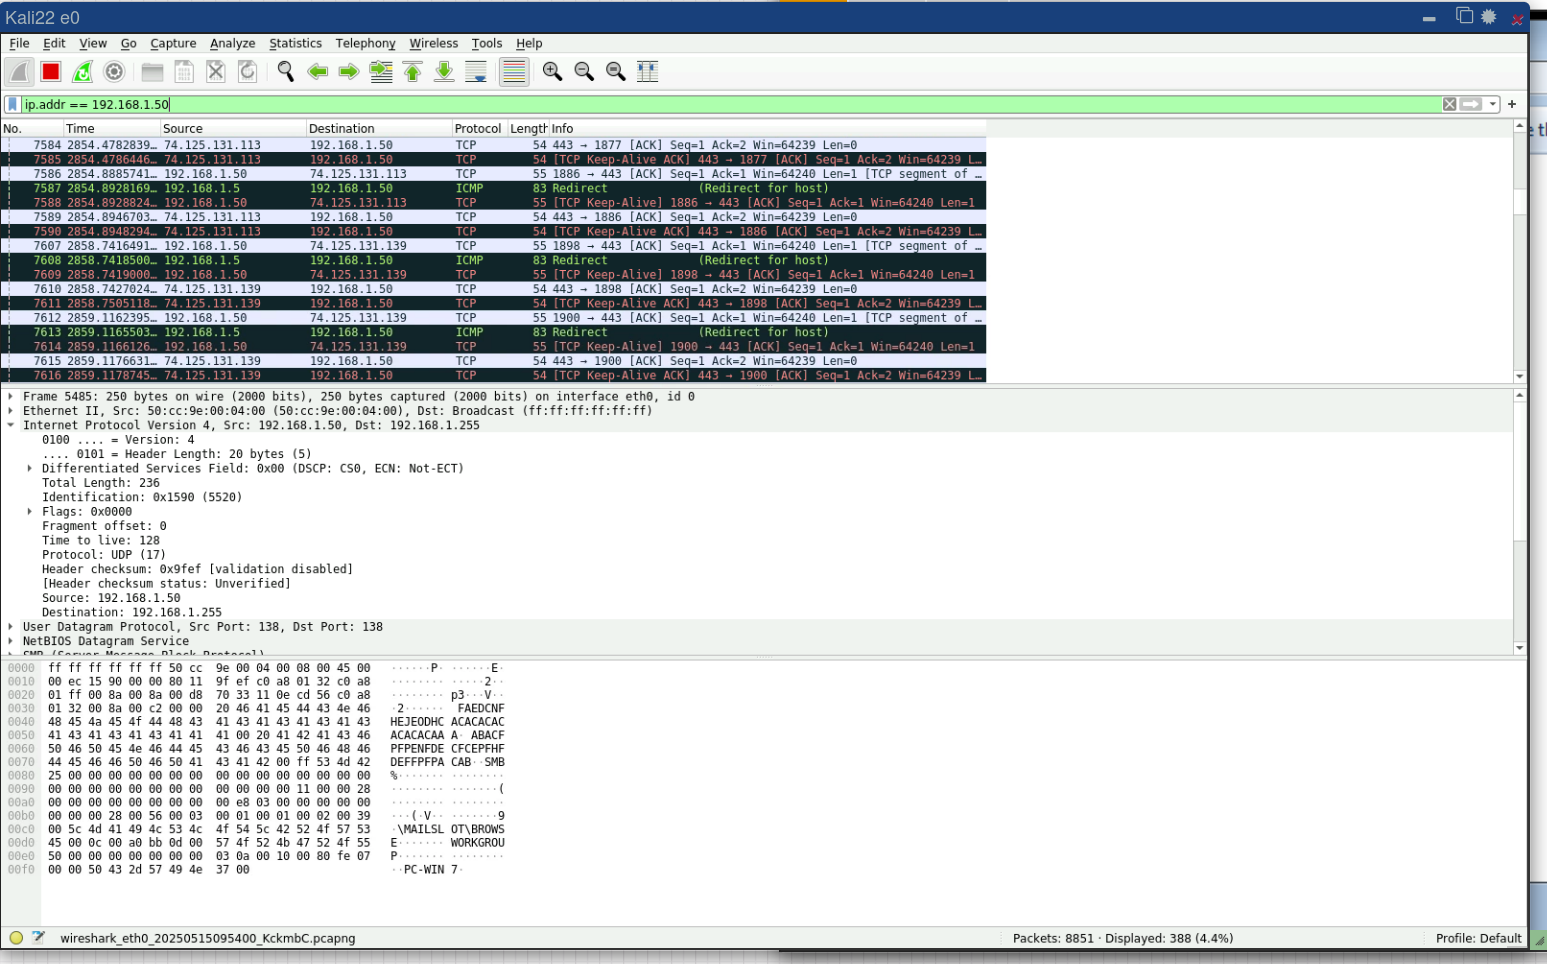 Kali22 e0
File Edit View Go Capture Analyze Statistics Telephony Wireless Tools Help
ip.addr == 192.168.1.50
No. Time Source Destination Protocol Length Info
7584 2854.4782839… 74.125.131.113 192.168.1.50 TCP 54 443 → 1877 [ACK] Seq=1 Ack=2 Win=64239 Len=0
7585 2854.4786446… 74.125.131.113 192.168.1.50 TCP 54 [TCP Keep-Alive ACK] 443 → 1877 [ACK] Seq=1 Ack=2 Win=64239 L…
7586 2854.8885741… 192.168.1.50 74.125.131.113 TCP 55 1886 → 443 [ACK] Seq=1 Ack=1 Win=64240 Len=1 [TCP segment of …
7587 2854.8928169… 192.168.1.5 192.168.1.50 ICMP 83 Redirect (Redirect for host)
7588 2854.8928824… 192.168.1.50 74.125.131.113 TCP 55 [TCP Keep-Alive] 1886 → 443 [ACK] Seq=1 Ack=1 Win=64240 Len=1
7589 2854.8946703… 74.125.131.113 192.168.1.50 TCP 54 443 → 1886 [ACK] Seq=1 Ack=2 Win=64239 Len=0
7590 2854.8948294… 74.125.131.113 192.168.1.50 TCP 54 [TCP Keep-Alive ACK] 443 → 1886 [ACK] Seq=1 Ack=2 Win=64239 L…
7607 2858.7416491… 192.168.1.50 74.125.131.139 TCP 55 1898 → 443 [ACK] Seq=1 Ack=1 Win=64240 Len=1 [TCP segment of …
7608 2858.7418500… 192.168.1.5 192.168.1.50 ICMP 83 Redirect (Redirect for host)
7609 2858.7419000… 192.168.1.50 74.125.131.139 TCP 55 [TCP Keep-Alive] 1898 → 443 [ACK] Seq=1 Ack=1 Win=64240 Len=1
7610 2858.7427024… 74.125.131.139 192.168.1.50 TCP 54 443 → 1898 [ACK] Seq=1 Ack=2 Win=64239 Len=0
7611 2858.7505118… 74.125.131.139 192.168.1.50 TCP 54 [TCP Keep-Alive ACK] 443 → 1898 [ACK] Seq=1 Ack=2 Win=64239 L…
7612 2859.1162395… 192.168.1.50 74.125.131.139 TCP 55 1900 → 443 [ACK] Seq=1 Ack=1 Win=64240 Len=1 [TCP segment of …
7613 2859.1165503… 192.168.1.5 192.168.1.50 ICMP 83 Redirect (Redirect for host)
7614 2859.1166126… 192.168.1.50 74.125.131.139 TCP 55 [TCP Keep-Alive] 1900 → 443 [ACK] Seq=1 Ack=1 Win=64240 Len=1
7615 2859.1176631… 74.125.131.139 192.168.1.50 TCP 54 443 → 1900 [ACK] Seq=1 Ack=2 Win=64239 Len=0
7616 2859.1178745… 74.125.131.139 192.168.1.50 TCP 54 [TCP Keep-Alive ACK] 443 → 1900 [ACK] Seq=1 Ack=2 Win=64239 L…
Frame 5485: 250 bytes on wire (2000 bits), 250 bytes captured (2000 bits) on interface eth0, id 0
Ethernet II, Src: 50:cc:9e:00:04:00 (50:cc:9e:00:04:00), Dst: Broadcast (ff:ff:ff:ff:ff:ff)
Internet Protocol Version 4, Src: 192.168.1.50, Dst: 192.168.1.255
0100 .... = Version: 4
.... 0101 = Header Length: 20 bytes (5)
Differentiated Services Field: 0x00 (DSCP: CS0, ECN: Not-ECT)
Total Length: 236
Identification: 0x1590 (5520)
Flags: 0x0000
Fragment offset: 0
Time to live: 128
Protocol: UDP (17)
Header checksum: 0x9fef [validation disabled]
[Header checksum status: Unverified]
Source: 192.168.1.50
Destination: 192.168.1.255
User Datagram Protocol, Src Port: 138, Dst Port: 138
NetBIOS Datagram Service
SMB (Server Message Block Protocol)
0000 ff ff ff ff ff ff 50 cc 9e 00 04 00 08 00 45 00 ······P· ······E·
0010 00 ec 15 90 00 00 80 11 9f ef c0 a8 01 32 c0 a8 ········ ·····2··
0020 01 ff 00 8a 00 8a 00 d8 70 33 11 0e cd 56 c0 a8 ········ p3···V··
0030 01 32 00 8a 00 c2 00 00 20 46 41 45 44 43 4e 46 ·2······ FAEDCNF
0040 48 45 4a 45 4f 44 48 43 41 43 41 43 41 43 41 43 HEJEODHC ACACACAC
0050 41 43 41 43 41 43 41 41 41 00 20 41 42 41 43 46 ACACACAA A· ABACF
0060 50 46 50 45 4e 46 44 45 43 46 43 45 50 46 48 46 PFPENFDE CFCEPFHF
0070 44 45 46 46 50 46 50 41 43 41 42 00 ff 53 4d 42 DEFFPFPA CAB··SMB
0080 25 00 00 00 00 00 00 00 00 00 00 00 00 00 00 00 %······· ········
0090 00 00 00 00 00 00 00 00 00 00 00 00 11 00 00 28 ········ ·······(
00a0 00 00 00 00 00 00 00 00 00 e8 03 00 00 00 00 00 ········ ········
00b0 00 00 00 28 00 56 00 03 00 01 00 01 00 02 00 39 ···(·V·· ·······9
00c0 00 5c 4d 41 49 4c 53 4c 4f 54 5c 42 52 4f 57 53 ·\MAILSL OT\BROWS
00d0 45 00 0c 00 a0 bb 0d 00 57 4f 52 4b 47 52 4f 55 E······· WORKGROU
00e0 50 00 00 00 00 00 00 00 03 0a 00 10 00 80 fe 07 P······· ········
00f0 00 00 50 43 2d 57 49 4e 37 00 ··PC-WIN 7·
wireshark_eth0_20250515095400_KckmbC.pcapng
Packets: 8851 · Displayed: 388 (4.4%)
Profile: Default